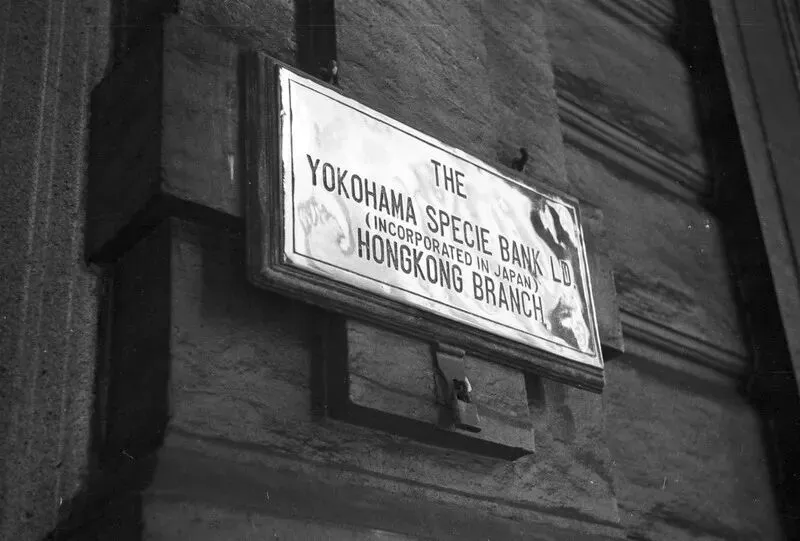 THE
YOKOHAMA SPECIE BANK LD.
(INCORPORATED IN JAPAN)
HONGKONG BRANCH.